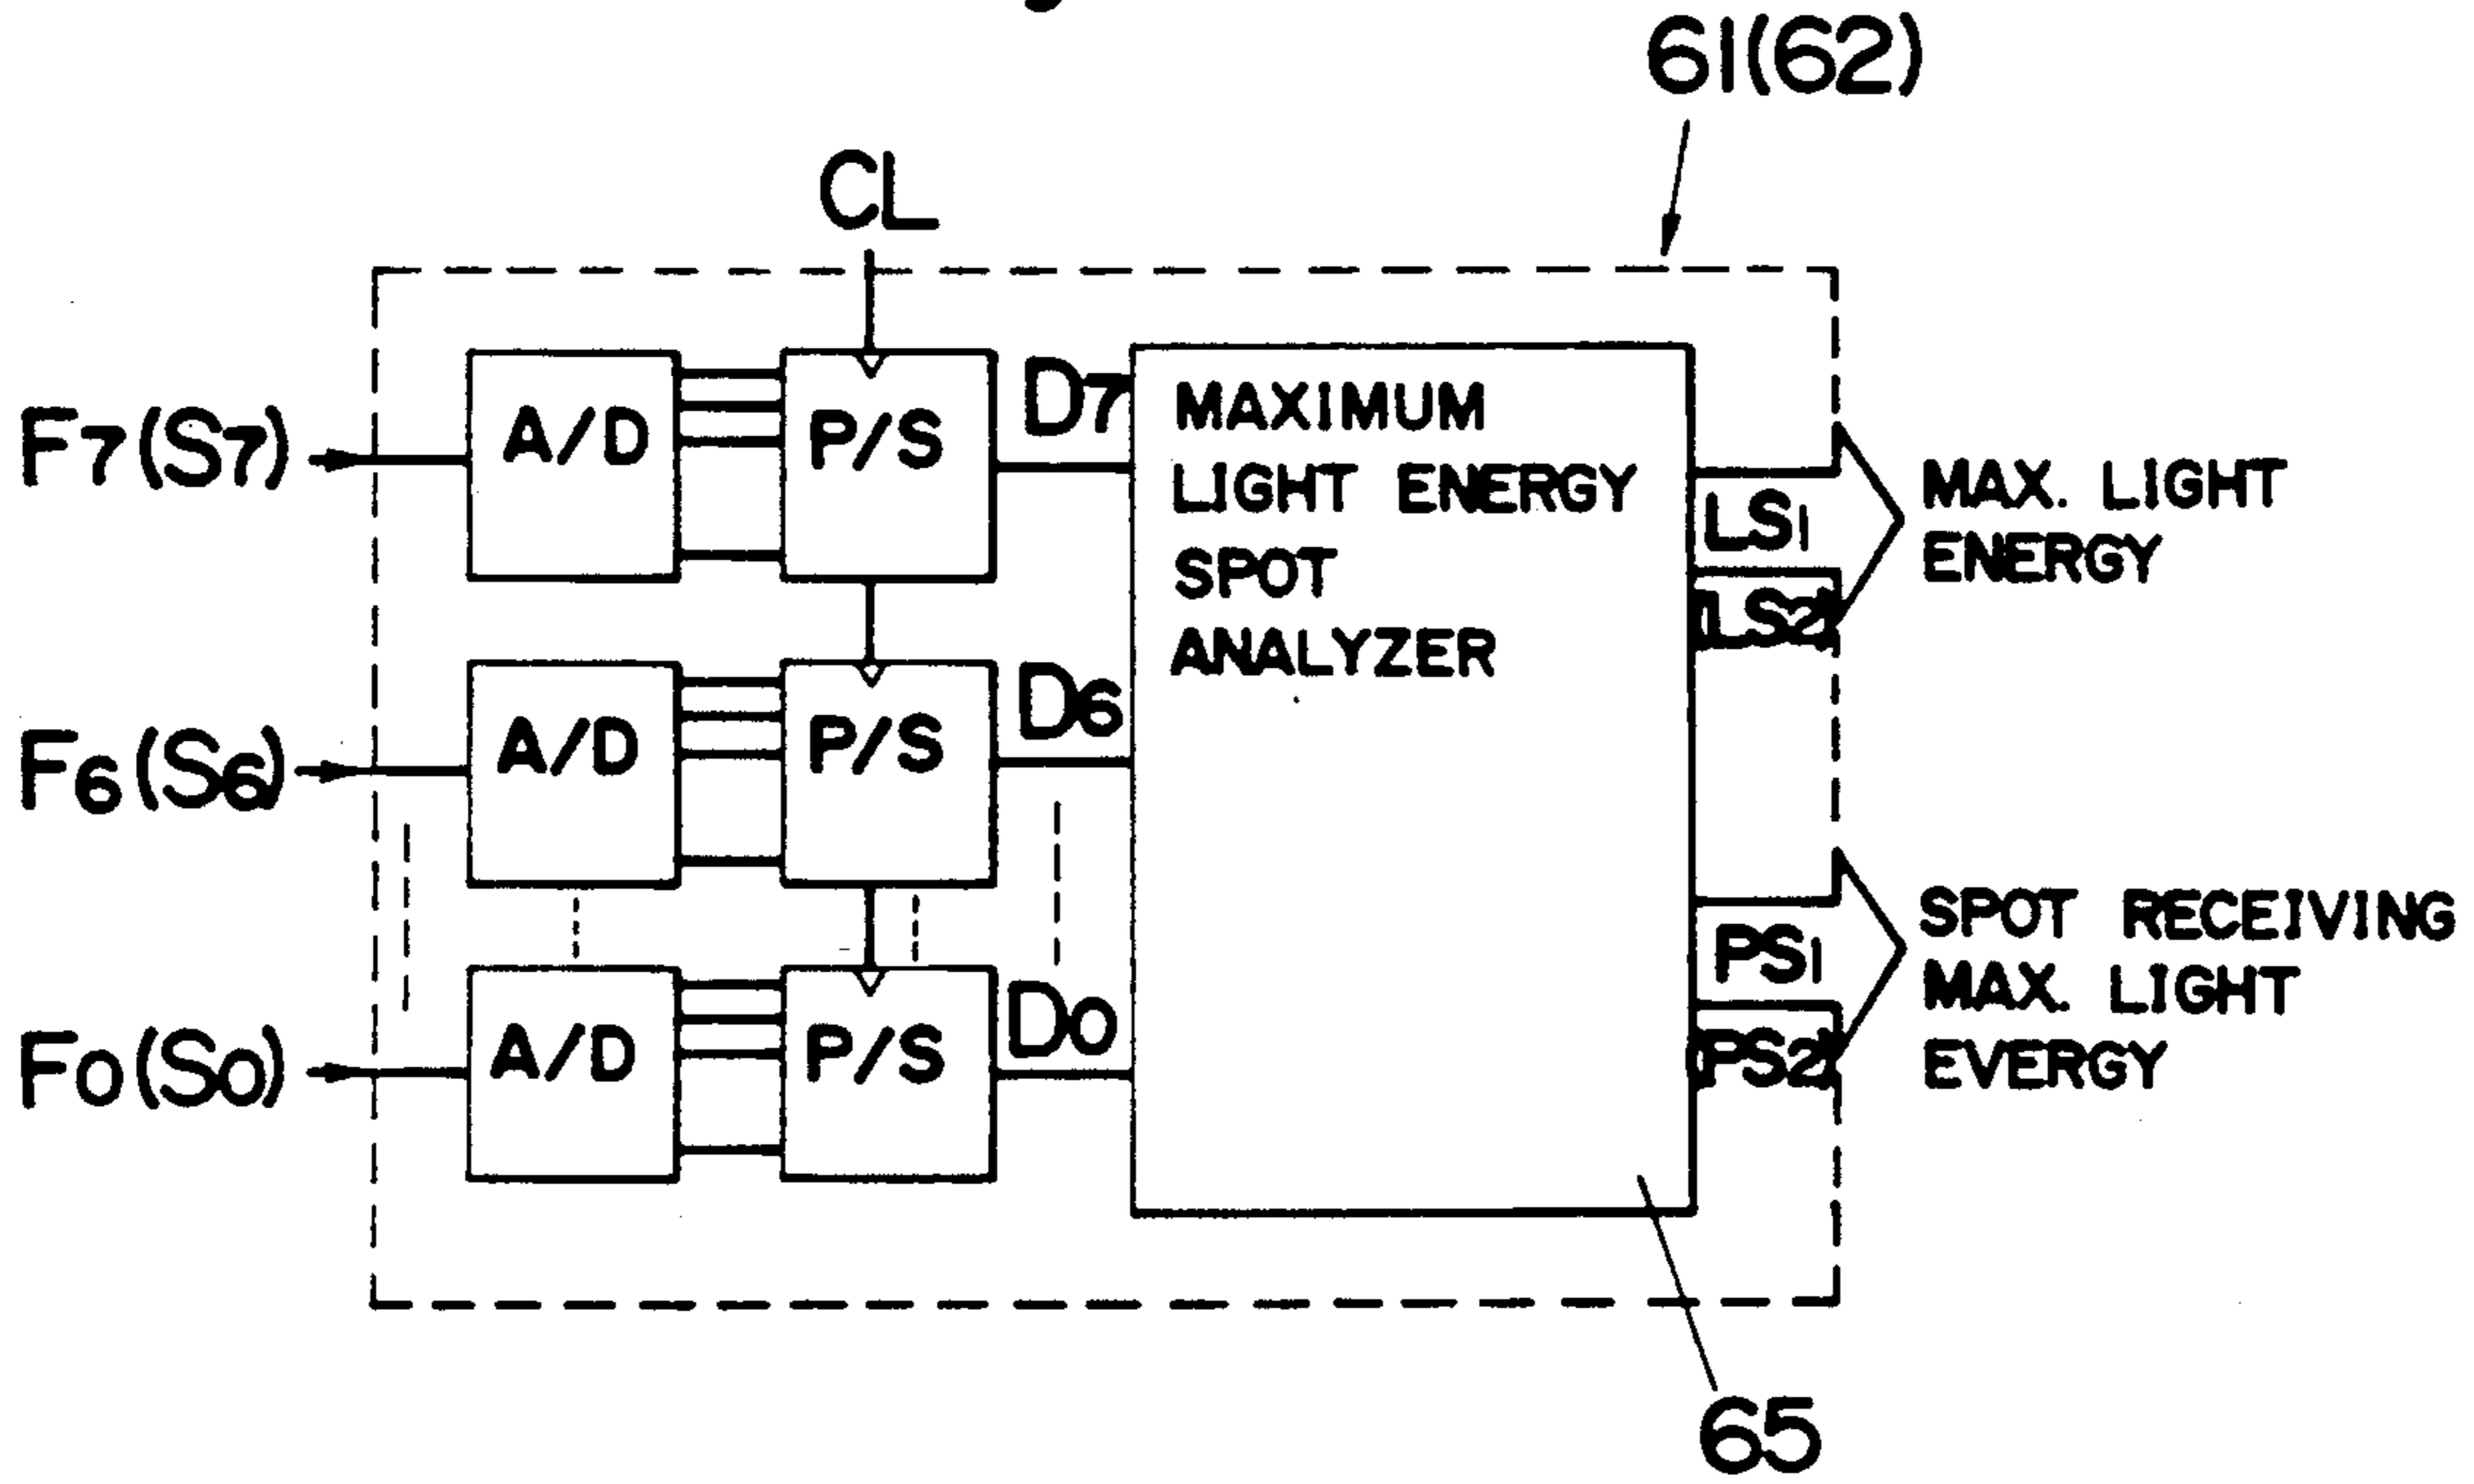 61(62)
CL
F7(S7)
A/D
P/S
D7
MAXIMUM
LIGHT ENERGY
SPOT
ANALYZER
LS1
(LS2)
MAX. LIGHT
ENERGY
F6(S6)
A/D
P/S
D6
F0(S0)
A/D
P/S
D0
PS1
(PS2)
SPOT RECEIVING
MAX. LIGHT
EVERGY
65